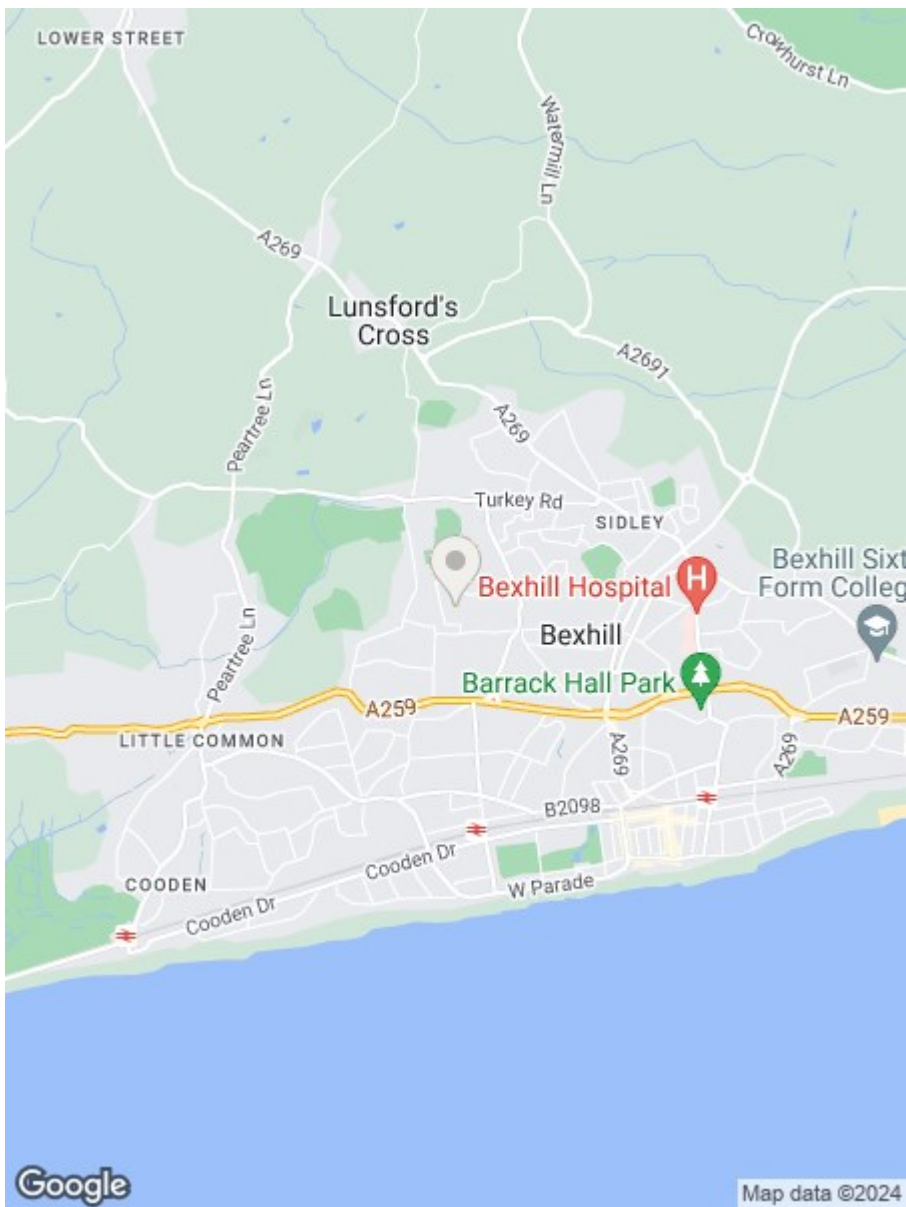 LOWER STREET
Crowhurst Ln
Watermill Ln
A269
Lunsford's
Cross
A2691
Peartree Ln
A269
Turkey Rd
SIDLEY
Bexhill Sixt
Form Colleg
Bexhill Hospital
H
Bexhill
Peartree Ln
Barrack Hall Park
A259
A259
LITTLE COMMON
A269
A269
B2098
Cooden Dr
COODEN
W Parade
Cooden Dr
Google
Map data ©2024